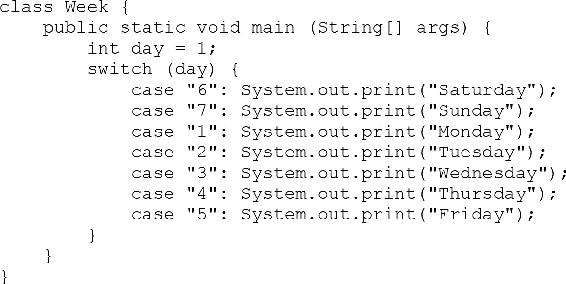 class Week {
    public static void main (String[] args) {
        int day = 1;
        switch (day) {
            case "6": System.out.print("Saturday");
            case "7": System.out.print("Sunday");
            case "1": System.out.print("Monday");
            case "2": System.out.print("Tuesday");
            case "3": System.out.print("Wednesday");
            case "4": System.out.print("Thursday");
            case "5": System.out.print("Friday");
        }
    }
}